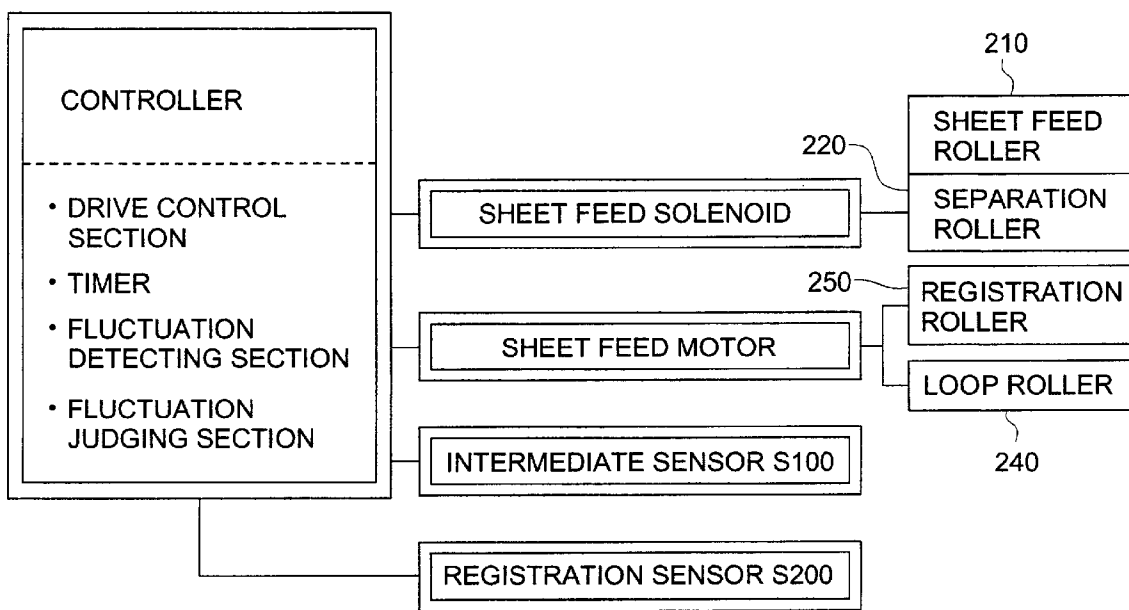 CONTROLLER
• DRIVE CONTROL
SECTION
• TIMER
• FLUCTUATION
DETECTING SECTION
• FLUCTUATION
JUDGING SECTION
SHEET FEED SOLENOID
SHEET FEED MOTOR
INTERMEDIATE SENSOR S100
REGISTRATION SENSOR S200
210
SHEET FEED
ROLLER
220
SEPARATION
ROLLER
250
REGISTRATION
ROLLER
LOOP ROLLER
240